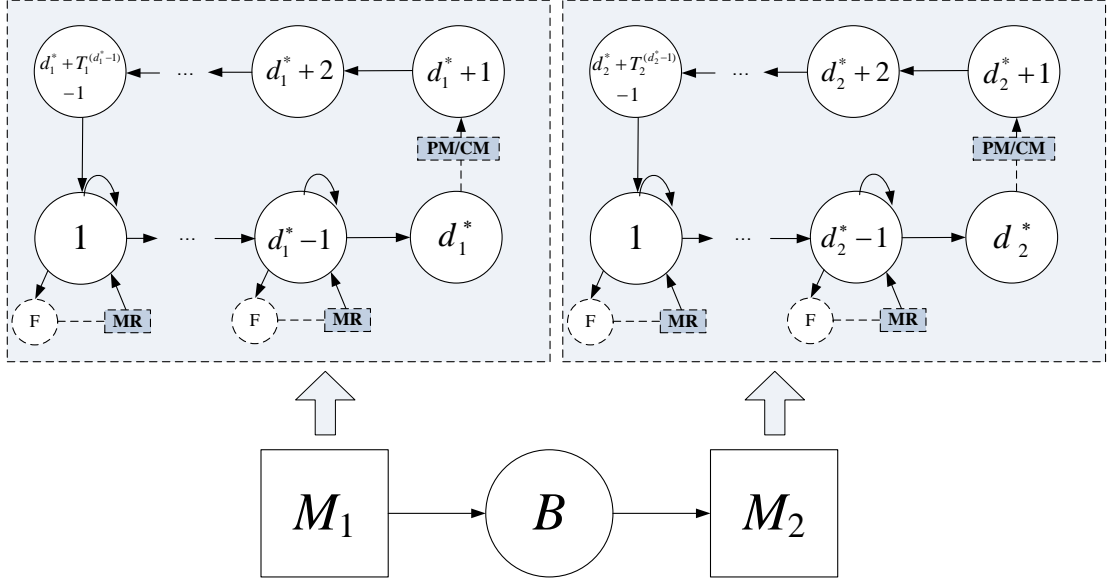 d₁* + T₁^(d₁*-1) -1 ... d₁* + 2 d₁* + 1
PM/CM
1 ... d₁* -1 d₁*
F MR F MR
d₂* + T₂^(d₂*-1) -1 ... d₂* + 2 d₂* + 1
PM/CM
1 ... d₂* -1 d₂*
F MR F MR
M₁ B M₂